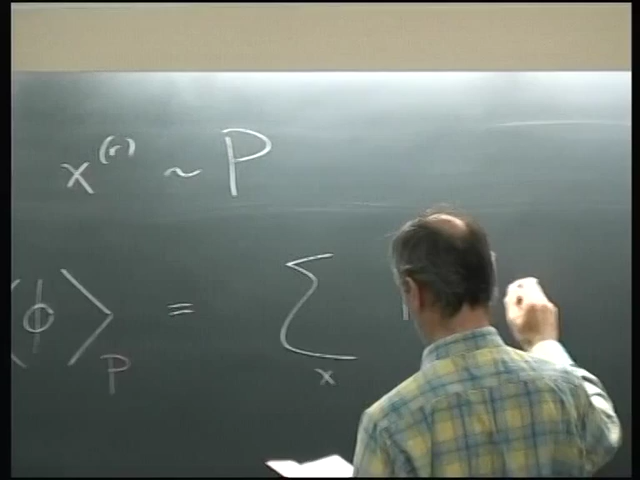 x^{(r)} ~ P
⟨ϕ⟩_P = Σ_x